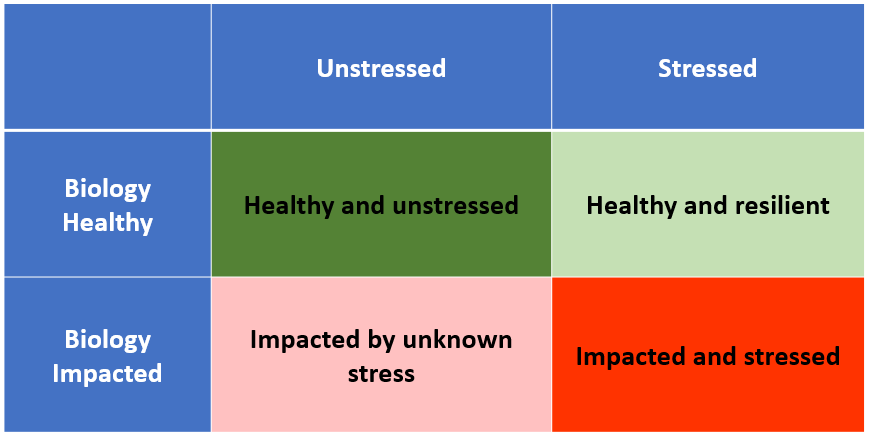 Unstressed
Stressed
Biology
Healthy
Healthy and unstressed
Healthy and resilient
Biology
Impacted
Impacted by unknown
stress
Impacted and stressed